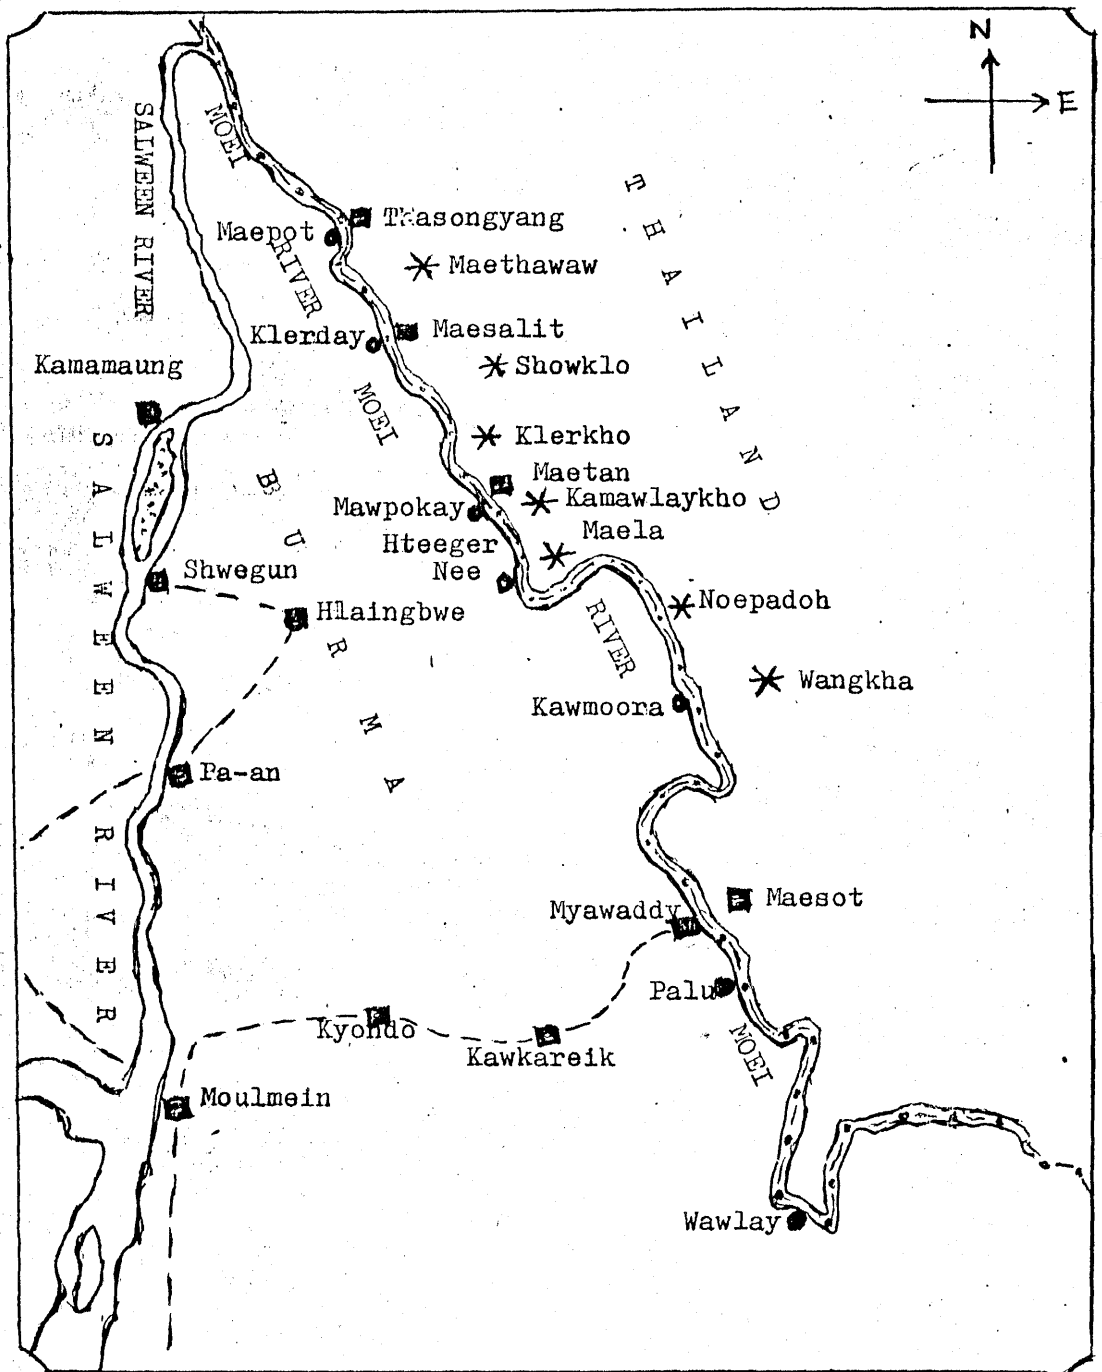 N
E
SALWEEN RIVER
MOEI
THAILAND
Thasongyang
Maepot
RIVER
Maethawaw
Klerday
Maesalit
Kamamaung
Showklo
MOEI
SALWEEN RIVER
Klerkho
BURMA
Maetan
Mawpokay
Kamawlaykho
Hteeger
Nee
Maela
Shwegun
Hlaingbwe
RIVER
Noepadoh
Wangkha
Kawmoora
Pa-an
Maesot
Myawaddy
Palu
Kyondo
Kawkareik
MOEI
Moulmein
Wawlay